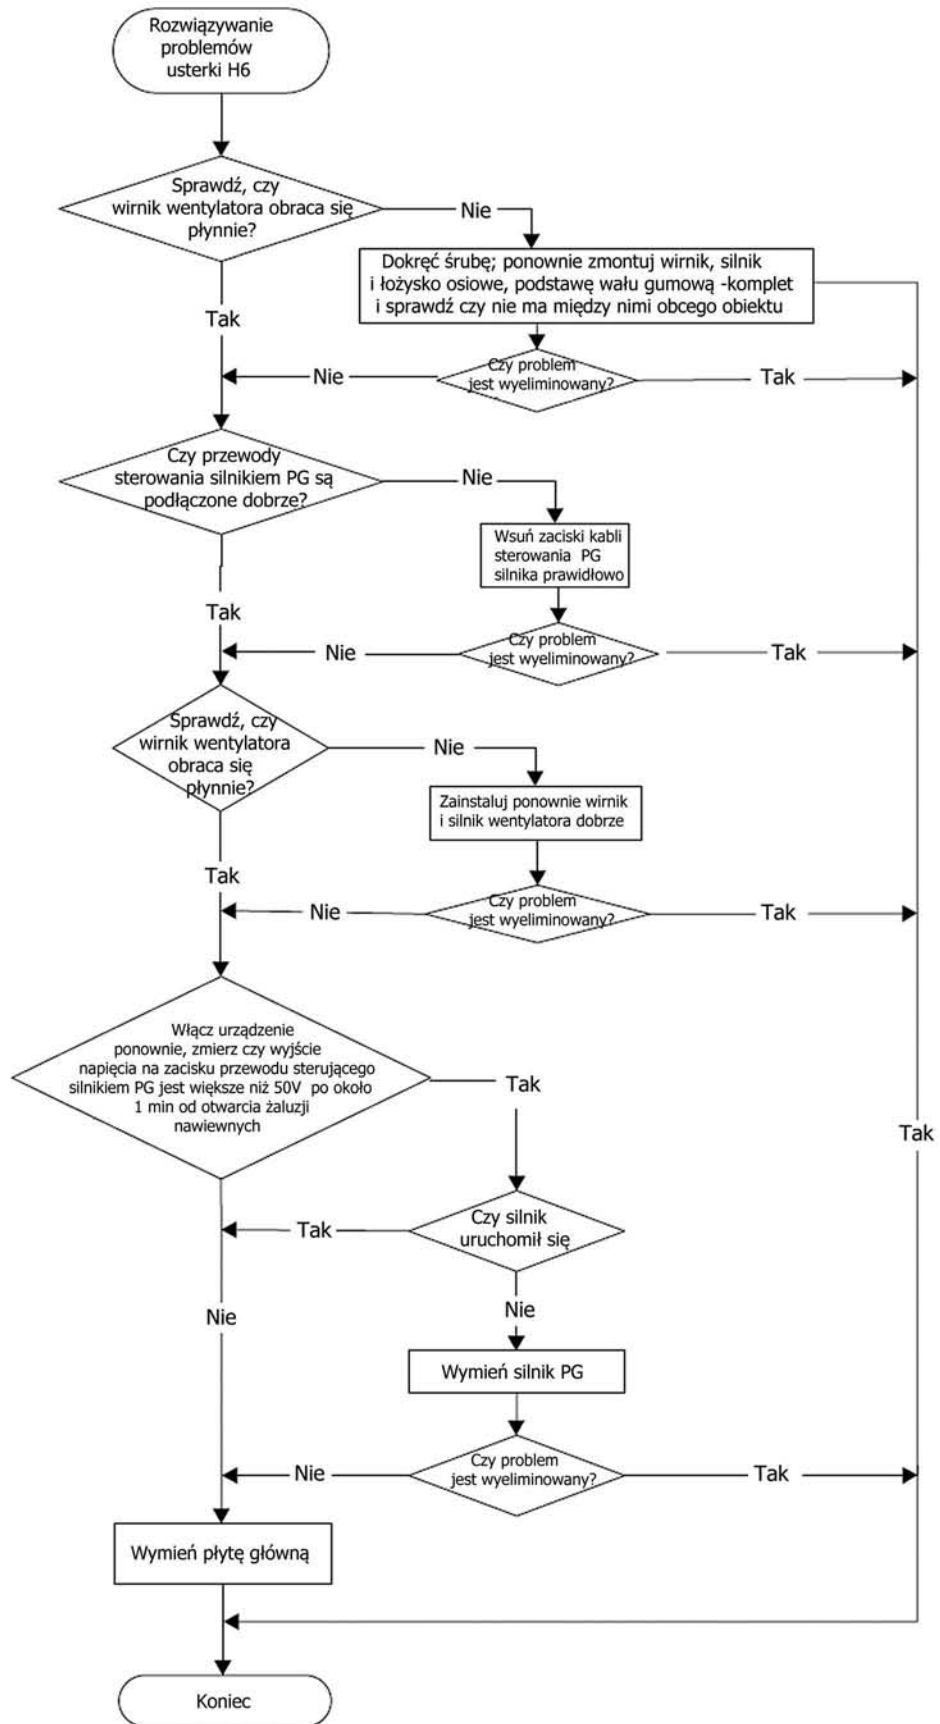 Rozwiązywanie
problemów
usterki H6
Sprawdź, czy
wirnik wentylatora obraca się
płynnie?
Nie
Dokręć śrubę; ponownie zmontuj wirnik, silnik
i łożysko osiowe, podstawę wału gumową -komplet
i sprawdź czy nie ma między nimi obcego obiektu
Tak
Czy problem
jest wyeliminowany?
Nie
Tak
Czy przewody
sterowania silnikiem PG są
podłączone dobrze?
Nie
Wsuń zaciski kabli
sterowania PG
silnika prawidłowo
Tak
Czy problem
jest wyeliminowany?
Nie
Tak
Sprawdź, czy
wirnik wentylatora
obraca się
płynnie?
Nie
Zainstaluj ponownie wirnik
i silnik wentylatora dobrze
Tak
Czy problem
jest wyeliminowany?
Nie
Tak
Włącz urządzenie
ponownie, zmierz czy wyjście
napięcia na zacisku przewodu sterującego
silnikiem PG jest większe niż 50V po około
1 min od otwarcia żaluzji
nawiewnych
Tak
Tak
Czy silnik
uruchomił się
Tak
Nie
Nie
Wymień silnik PG
Czy problem
jest wyeliminowany?
Nie
Tak
Wymień płytę główną
Koniec